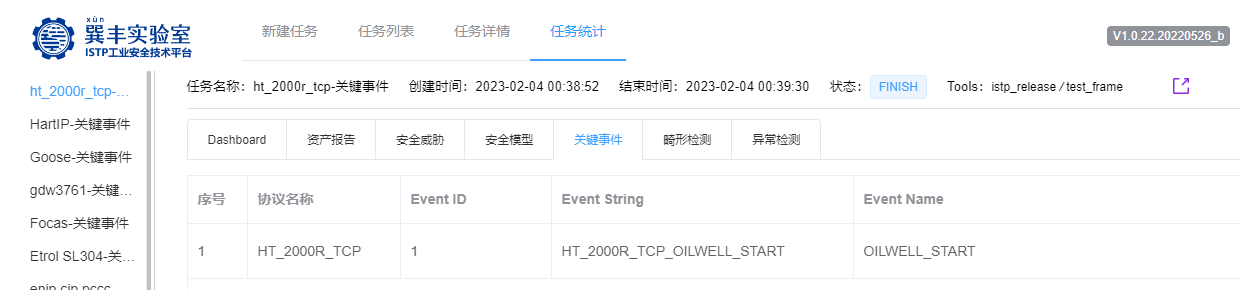 xùn
巽丰实验室
ISTP工业安全技术平台
新建任务 任务列表 任务详情 任务统计
V1.0.22.20220526_b
ht_2000r_tcp-...
HartIP-关键事件
Goose-关键事件
gdw3761-关键...
Focas-关键事件
Etrol SL304-关...
enip.cip.pccc
任务名称：ht_2000r_tcp-关键事件 创建时间：2023-02-04 00:38:52 结束时间：2023-02-04 00:39:30 状态： FINISH Tools：istp_release / test_frame
Dashboard 资产报告 安全威胁 安全模型 关键事件 畸形检测 异常检测
序号 协议名称 Event ID Event String Event Name
1 HT_2000R_TCP 1 HT_2000R_TCP_OILWELL_START OILWELL_START